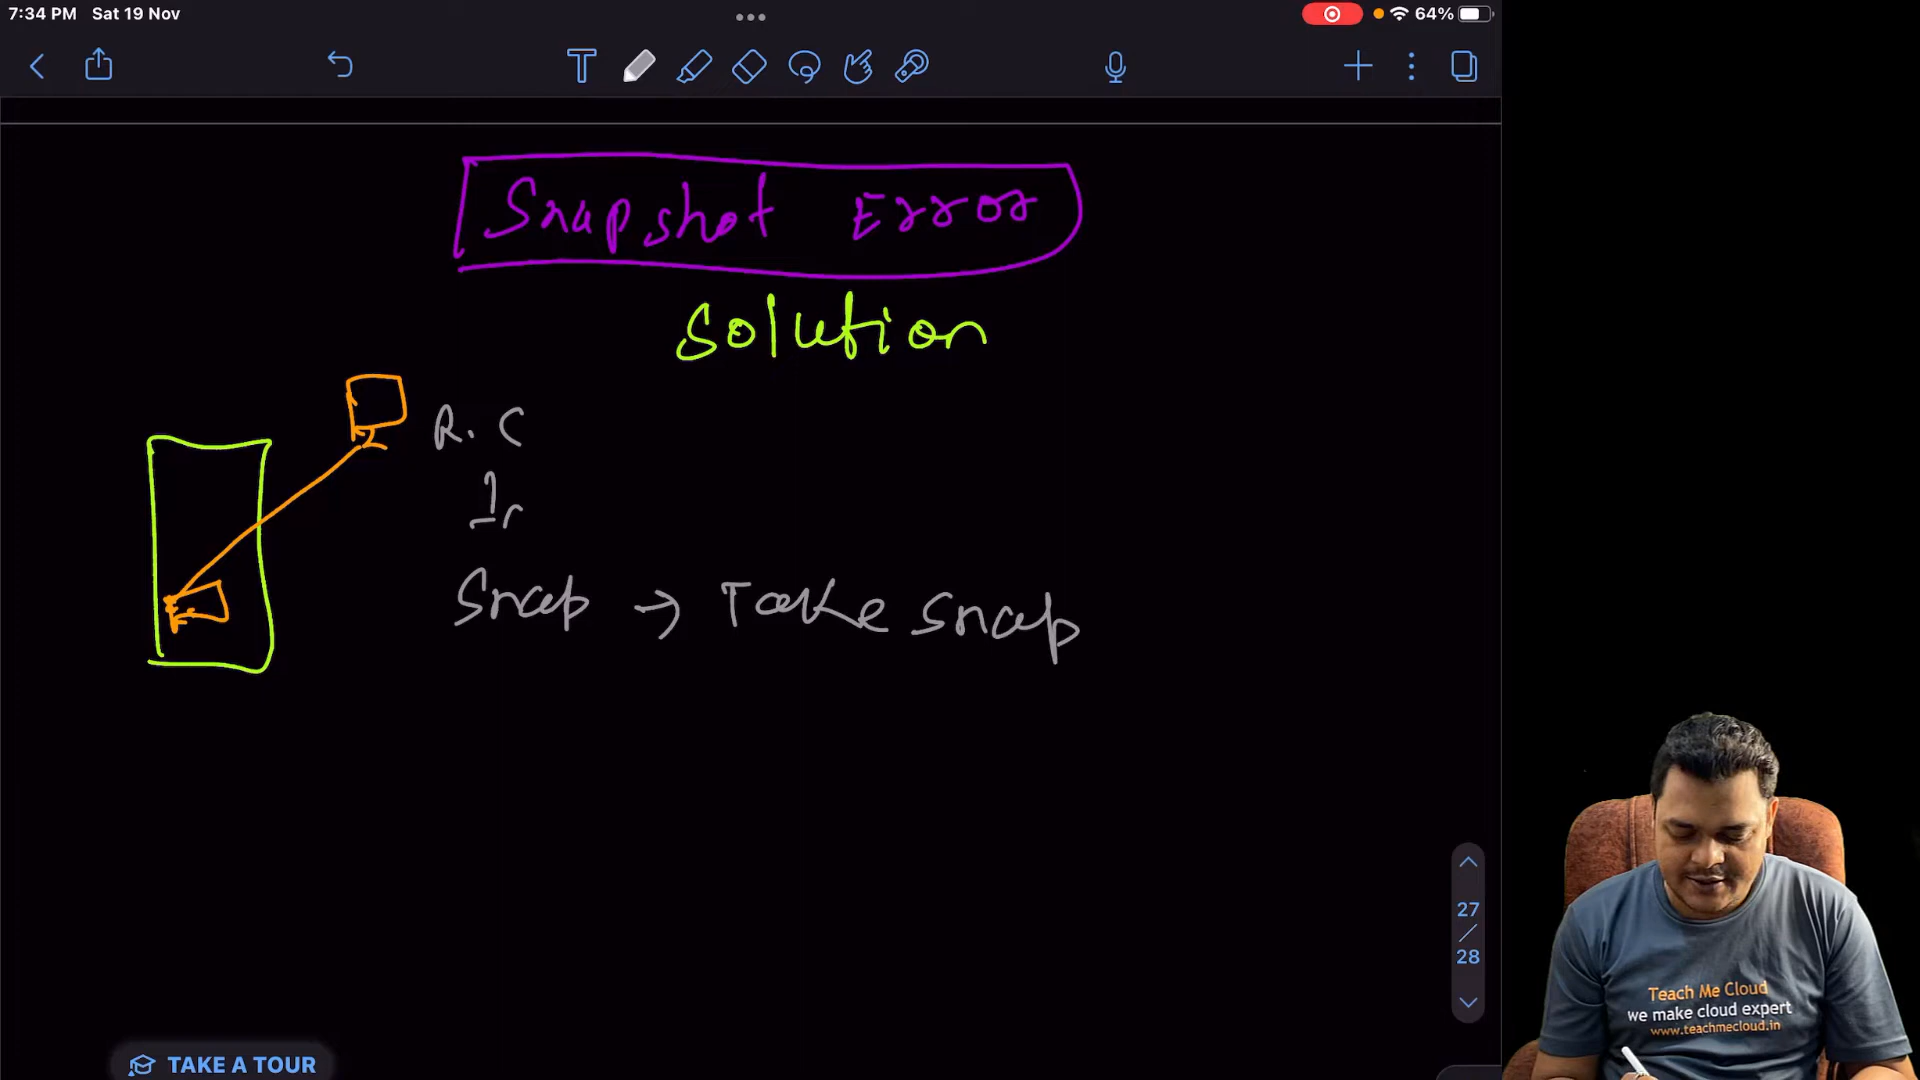 7:34 PM Sat 19 Nov
64%
T
Snapshot Error
Solution
R. C
Snap → Take snap
27
/
28
Teach Me Cloud
we make cloud expert
www.teachmecloud.in
TAKE A TOUR